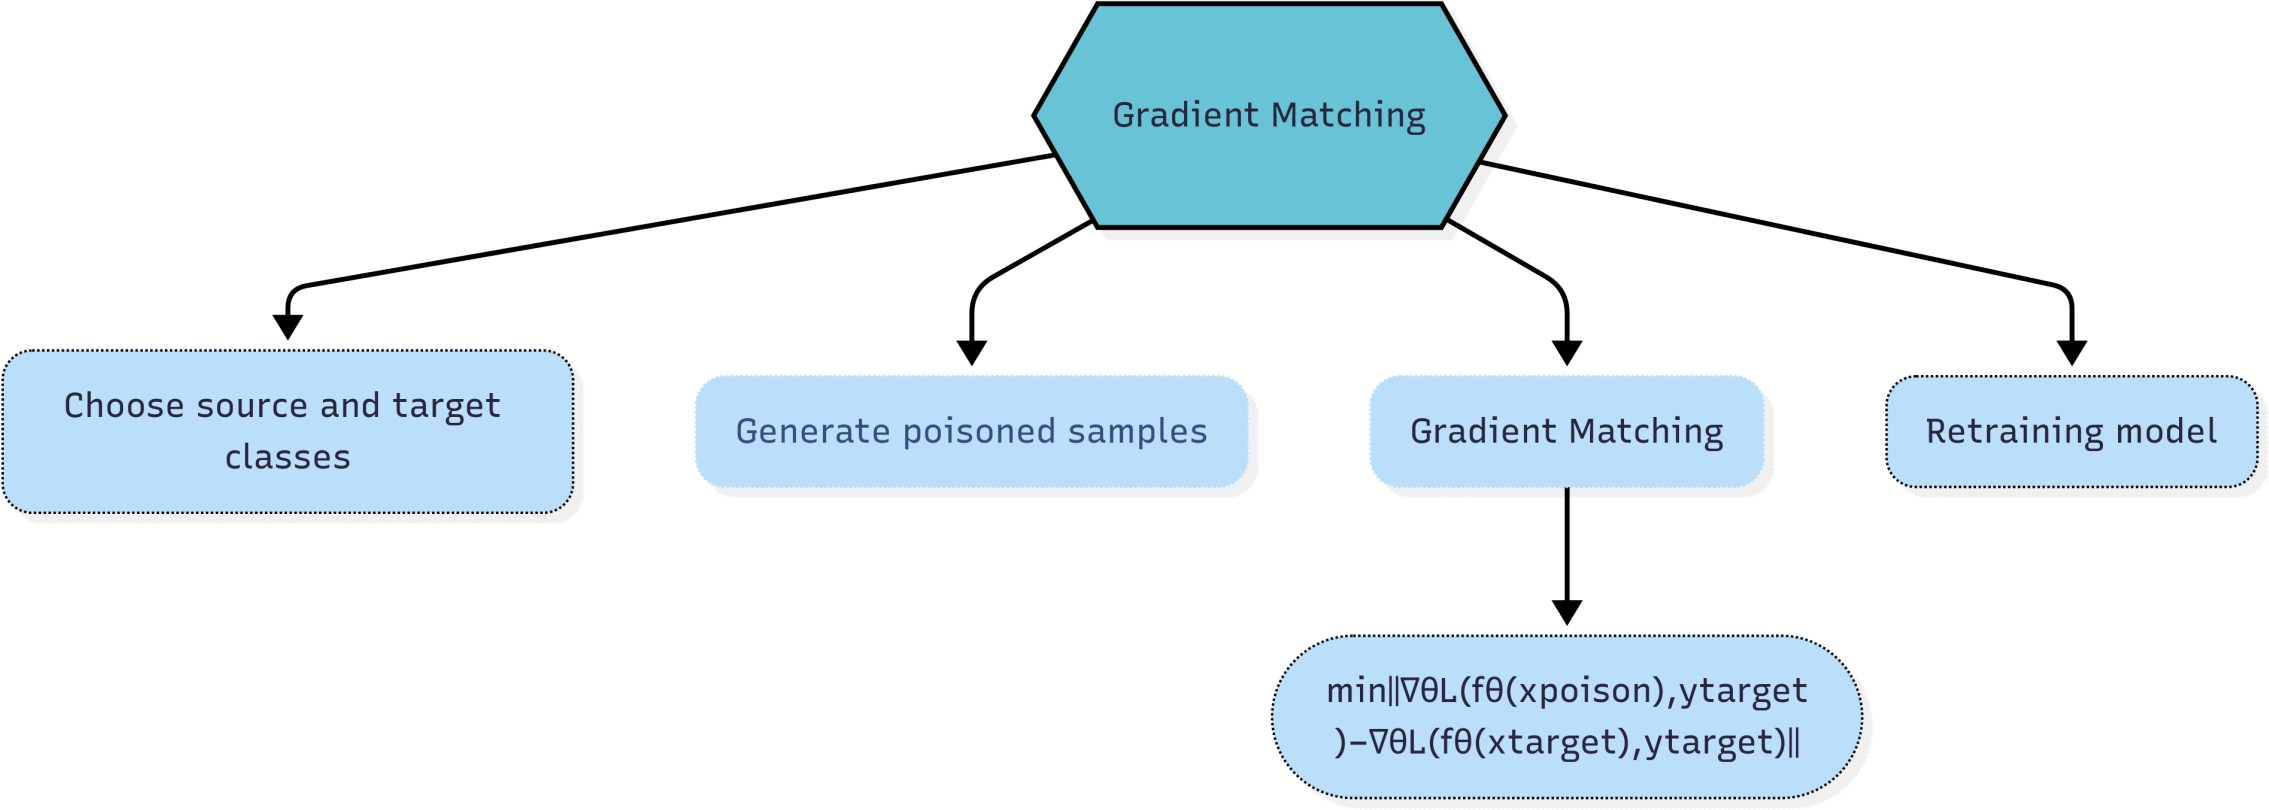 Gradient Matching
Choose source and target
classes
Generate poisoned samples
Gradient Matching
Retraining model
min‖∇θL(fθ(xpoison),ytarget
)−∇θL(fθ(xtarget),ytarget)‖